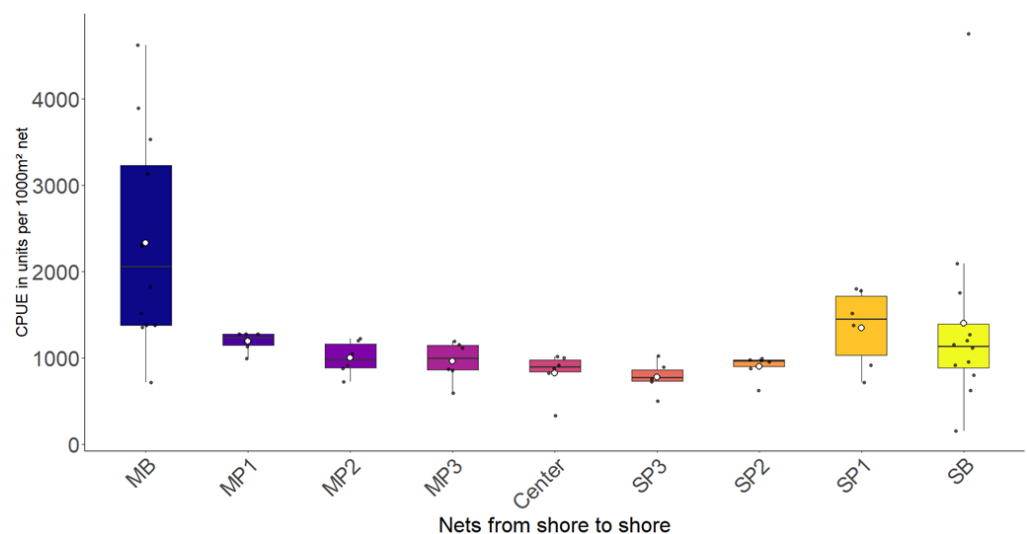 CPUE in units per 1000m² net
4000
3000
2000
1000
0
MB
MP1
MP2
MP3
Center
SP3
SP2
SP1
SB
Nets from shore to shore